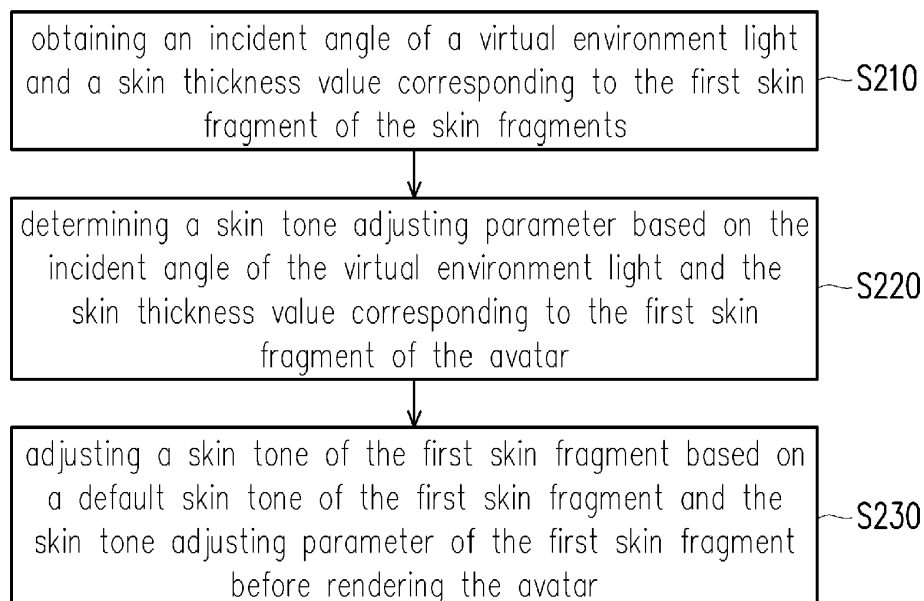 obtaining an incident angle of a virtual environment light
and a skin thickness value corresponding to the first skin
fragment of the skin fragments
S210
determining a skin tone adjusting parameter based on the
incident angle of the virtual environment light and the
skin thickness value corresponding to the first skin
fragment of the avatar
S220
adjusting a skin tone of the first skin fragment based on
a default skin tone of the first skin fragment and the
skin tone adjusting parameter of the first skin fragment
before rendering the avatar
S230